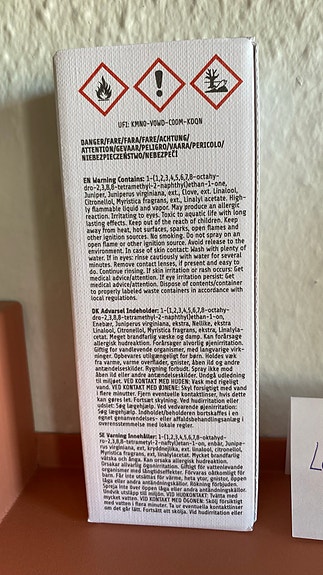 UFI: KMN0-V0WD-C00M-KDQN
DANGER/FARE/FARA/FARE/ACHTUNG/
ATTENTION/GEVAAR/PELIGRO/VAARA/PERICOLO/
NIEBEZPIECZEŃSTWO/NEBEZPEČÍ
EN Warning Contains: 1-(1,2,3,4,5,6,7,8-octahy-
dro-2,3,8,8-tetramethyl-2-naphthyl)ethan-1-one,
Juniper, Juniperus virginiana, ext., Clove, ext. Linalool,
Citronellol, Myristica fragrans, ext., Linalyl acetate. High-
ly flammable liquid and vapor. May produce an allergic
reaction. Irritating to eyes. Toxic to aquatic life with long
lasting effects. Keep out of the reach of children. Keep
away from heat, hot surfaces, sparks, open flames and
other ignition sources. No smoking. Do not spray on an
open flame or other ignition source. Avoid release to the
environment. In case of skin contact: Wash with plenty of
water. If in eyes: rinse cautiously with water for several
minutes. Remove contact lenses, if present and easy to
do. Continue rinsing. If skin irritation or rash occurs: Get
medical advice/attention. If eye irritation persist: Get
medical advice/attention. Dispose of contents/container
to properly labeled waste containers in accordance with
local regulations.
DK Advarsel Indeholder: 1-(1,2,3,4,5,6,7,8-octahy-
dro-2,3,8,8-tetramethyl-2-naphthyl)ethan-1-on,
Enebær, Juniperus virginiana, ekstra, Nellike, ekstra
Linalool, Citronellol, Myristica fragrans, ekstra, Linalyla-
cetat. Meget brandfarlig væske og damp. Kan forårsage
allergisk hudreaktion. Forårsager alvorlig øjenirritation.
Giftig for vandlevende organismer, med langvarige virk-
ninger. Opbevares utilgængeligt for børn. Holdes væk
fra varme, varme overflader, gnister, åben ild og andre
antændelseskilder. Rygning forbudt. Spray ikke mod
åben ild eller andre antændelseskilder. Undgå udledning
til miljøet. VED KONTAKT MED HUDEN: Vask med rigeligt
vand. VED KONTAKT MED ØJNENE: Skyl forsigtigt med vand
i flere minutter. Fjern eventuelle kontaktlinser, hvis dette
kan gøres let. Fortsæt skylning. Ved hudirritation eller
udslæt: Søg lægehjælp. Ved vedvarende øjenirritation:
Søg lægehjælp. Indholdet/beholderen bortskaffes i en
egnet genvindings- eller affaldsbehandlingsanlæg i
overensstemmelse med lokale regler.
SE Varning Innehåller: 1-(1,2,3,4,5,6,7,8-oktahyd-
ro-2,3,8,8-tetrametyl-2-naftyl)etan-1-on, enbär, Junipe-
rus virginiana, ext, kryddnejlika, ext. linalool, citronellol,
Myristica fragrans, ext, linalylacetat. Mycket brandfarlig
vätska och ånga. Kan orsaka allergisk hudreaktion.
Orsakar allvarlig ögonirritation. Giftigt för vattenlevande
organismer med långtidseffekter. Förvaras oåtkomligt för
barn. Får inte utsättas för värme, heta ytor, gnistor, öppen
låga eller andra antändningskällor. Rökning förbjuden.
Spreja inte över öppen låga eller andra antändningskällor.
Undvik utsläpp till miljön. VID HUDKONTAKT: Tvätta med
mycket vatten. VID KONTAKT MED ÖGONEN: Skölj försiktigt
med vatten i flera minuter. Ta ur eventuella kontaktlinser
om det går lätt. Fortsätt att skölja. Vid hudirritation eller